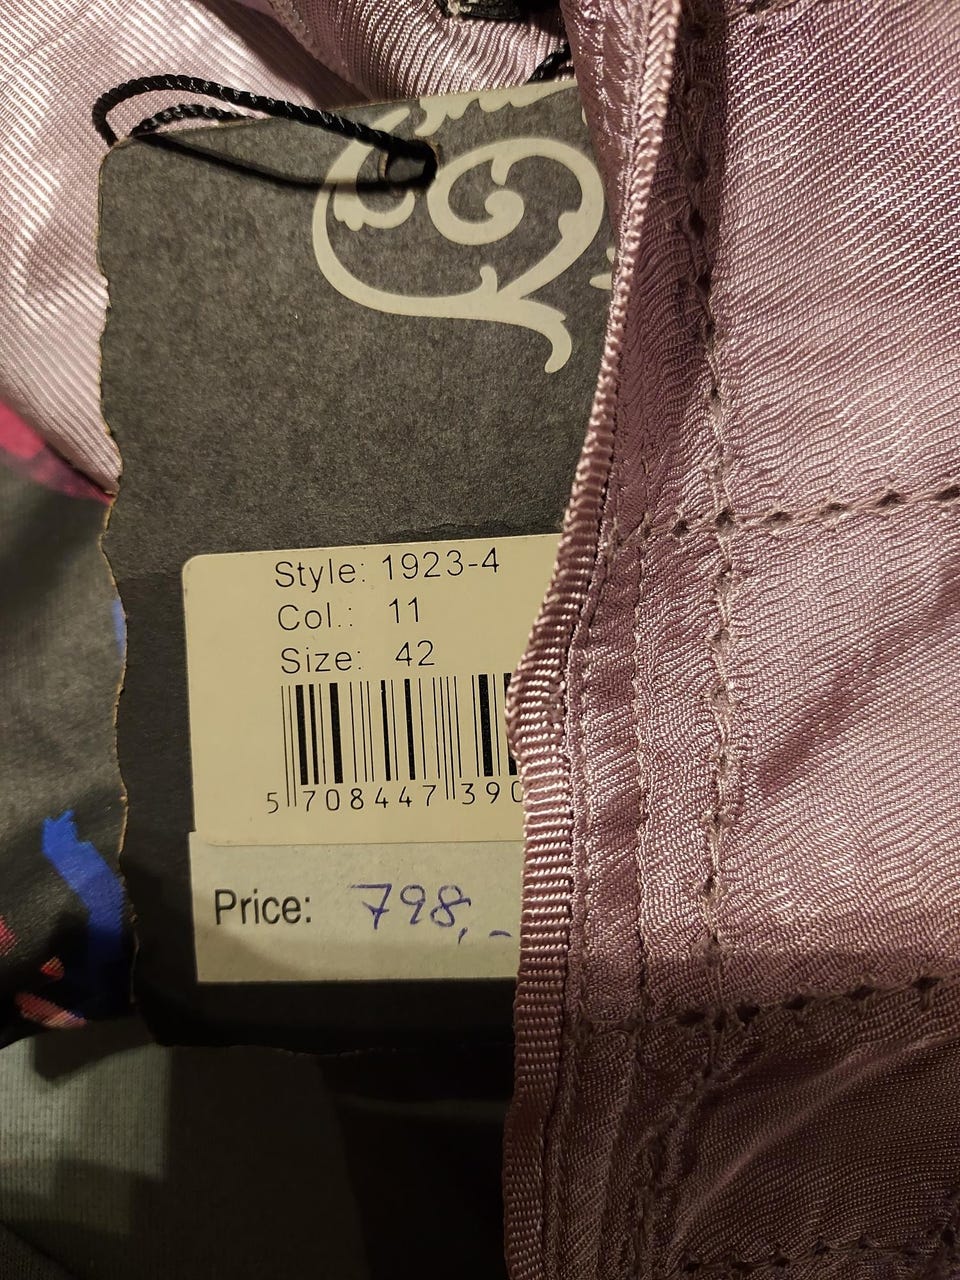 Style: 1923-4
Col.: 11
Size: 42
5 708447 390
Price: 798,-